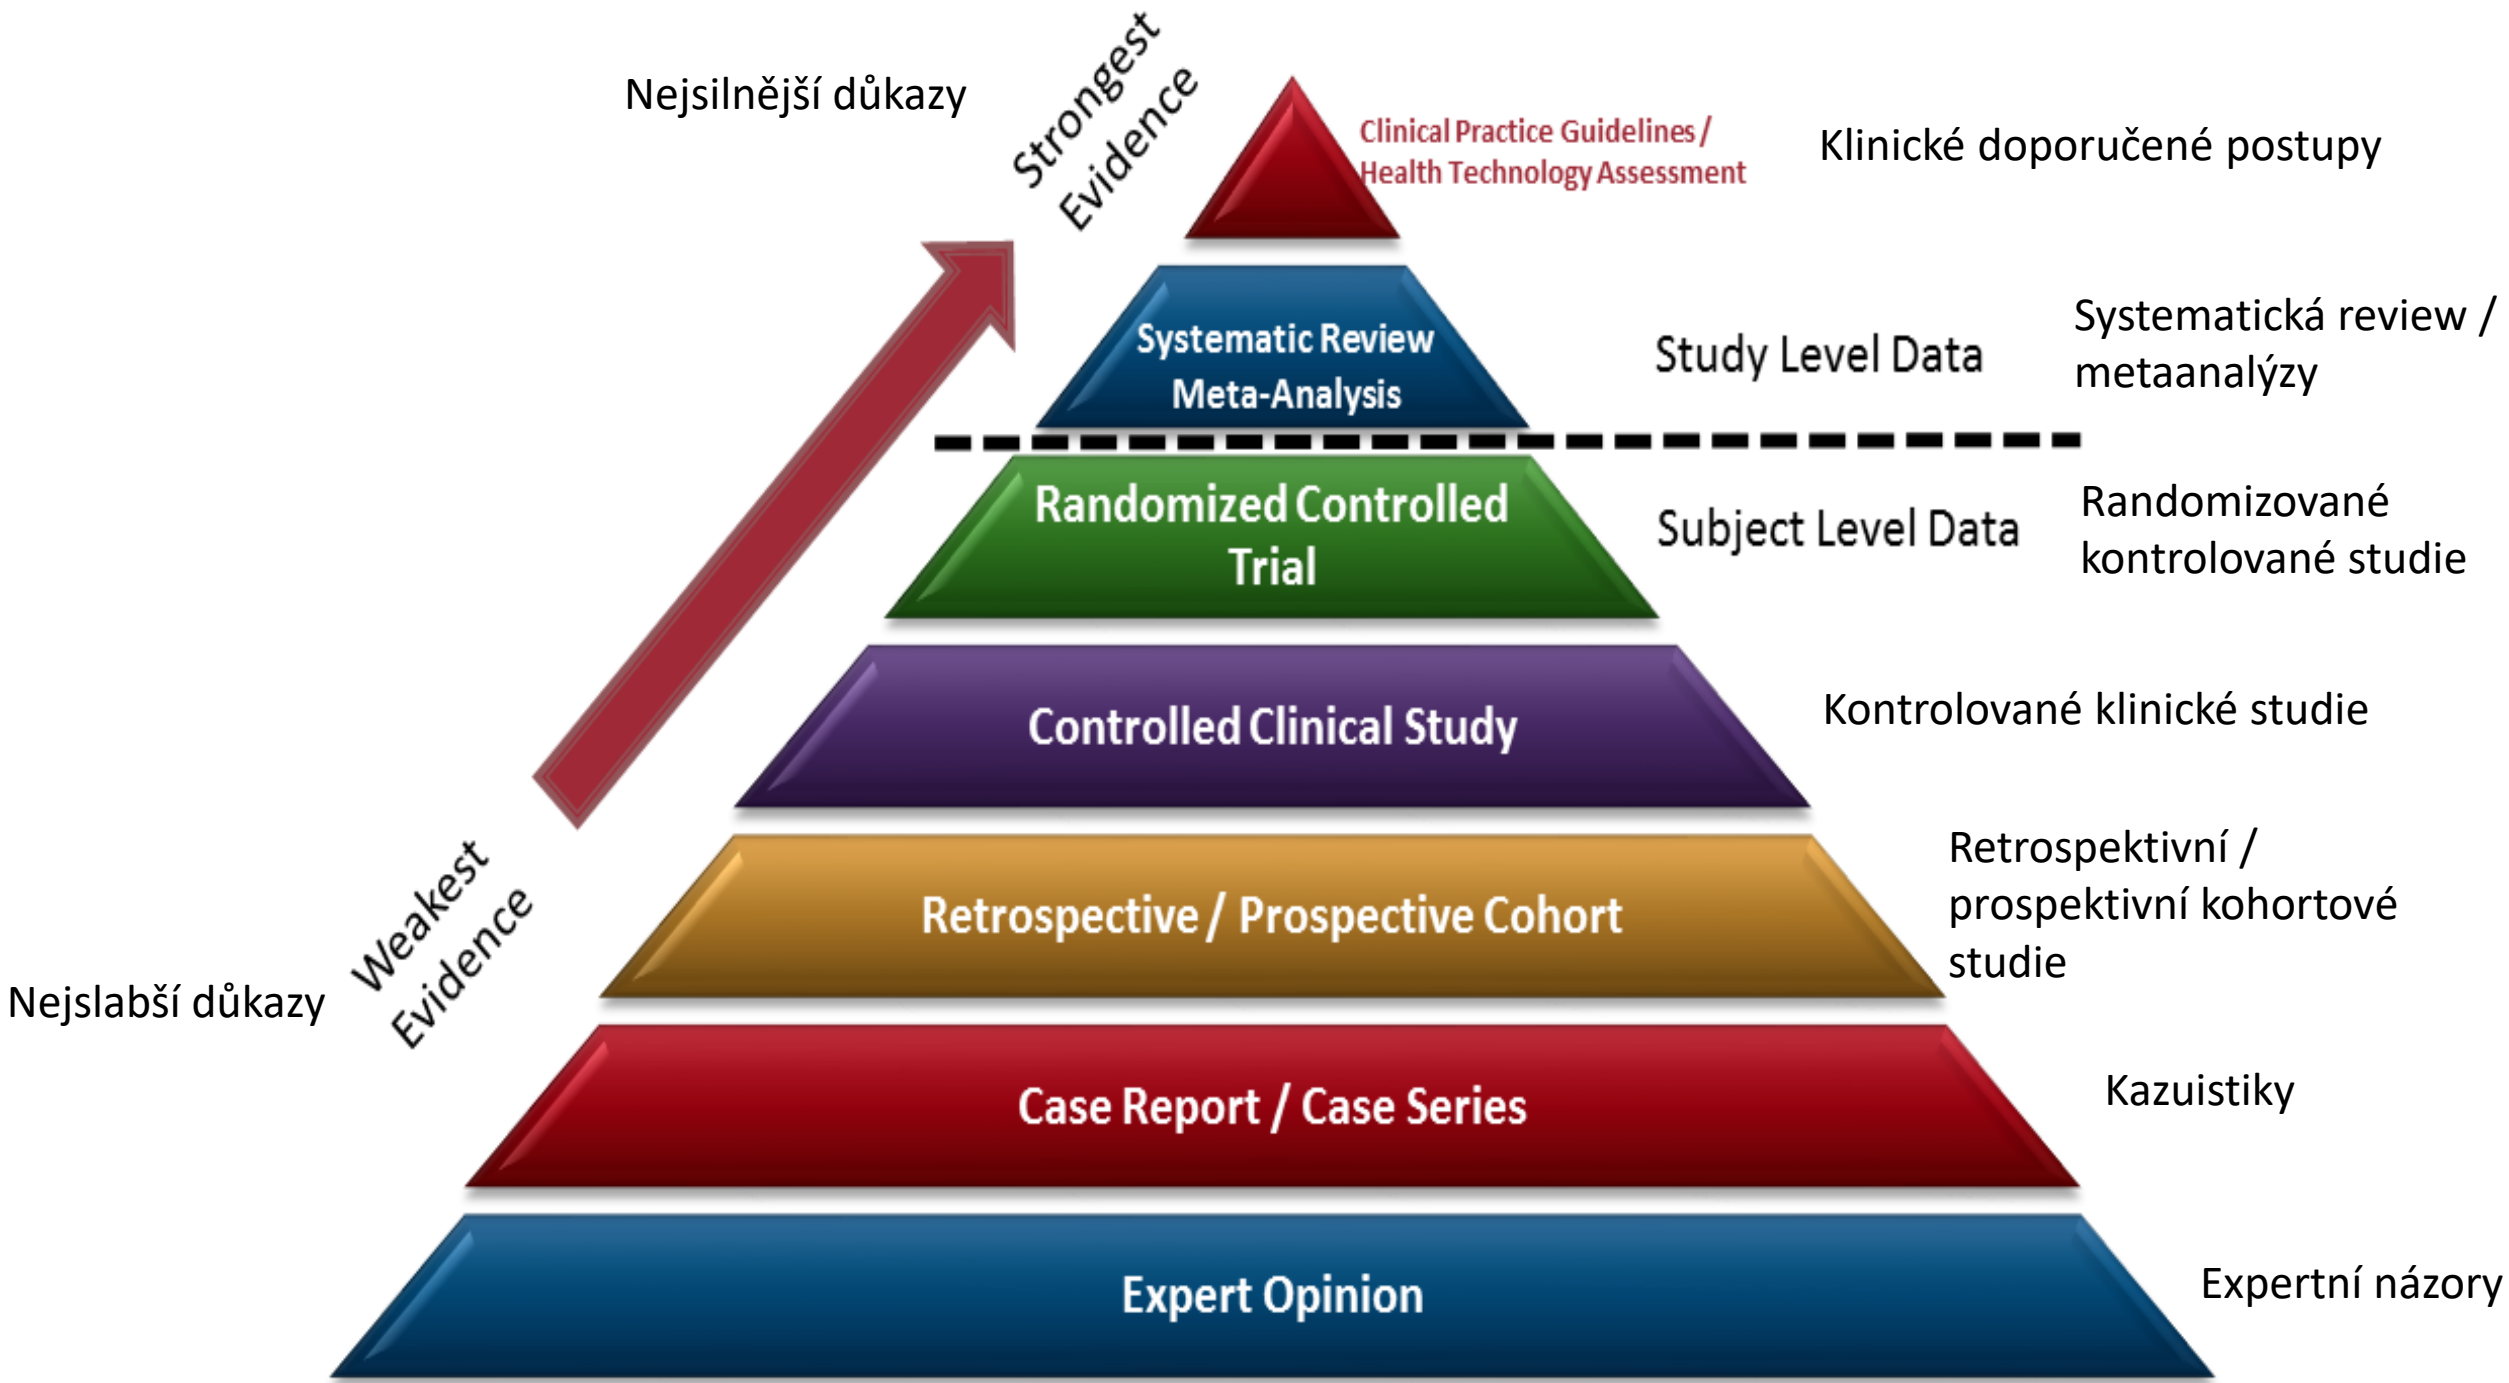 Nejsilnější důkazy
Strongest
Evidence
Clinical Practice Guidelines /
Health Technology Assessment
Klinické doporučené postupy
Systematic Review
Meta-Analysis
Study Level Data
Systematická review /
metaanalýzy
Randomized Controlled
Trial
Subject Level Data
Randomizované
kontrolované studie
Controlled Clinical Study
Kontrolované klinické studie
Retrospective / Prospective Cohort
Retrospektivní /
prospektivní kohortové
studie
Weakest
Evidence
Nejslabší důkazy
Case Report / Case Series
Kazuistiky
Expert Opinion
Expertní názory